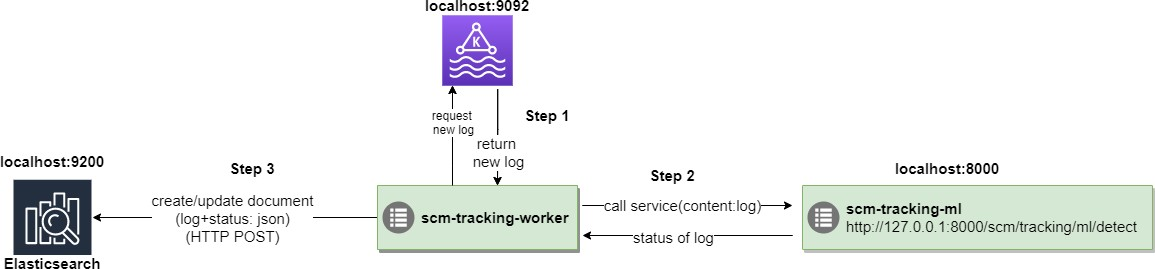 localhost:9092
K
request
new log
Step 1
return
new log
localhost:9200
Step 3
Step 2
localhost:8000
create/update document
(log+status: json)
(HTTP POST)
scm-tracking-worker
call service(content:log)
status of log
scm-tracking-ml
http://127.0.0.1:8000/scm/tracking/ml/detect
Elasticsearch